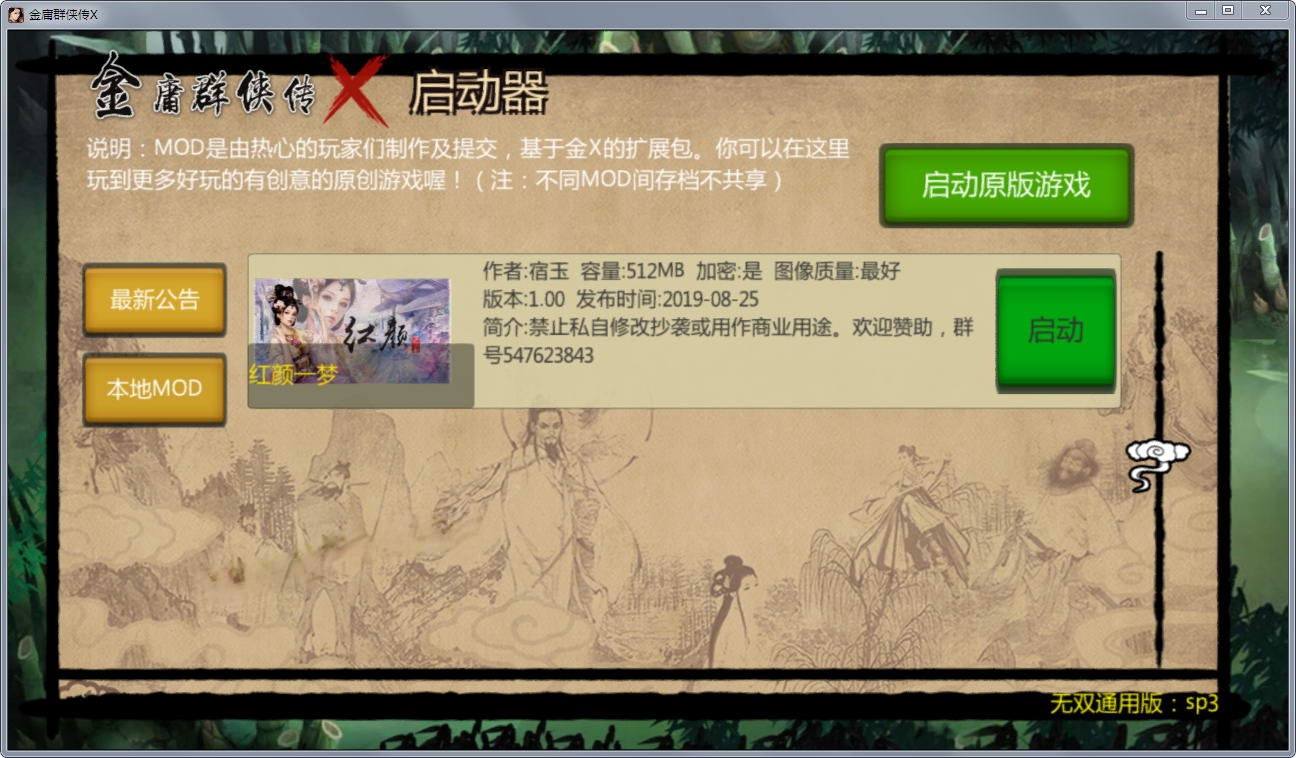 金庸群侠传X
金庸群侠传X 启动器
说明：MOD是由热心的玩家们制作及提交，基于金X的扩展包。你可以在这里
玩到更多好玩的有创意的原创游戏喔！（注：不同MOD间存档不共享）
启动原版游戏
最新公告
本地MOD
红颜
红颜一梦
作者:宿玉 容量:512MB 加密:是 图像质量:最好
版本:1.00 发布时间:2019-08-25
简介:禁止私自修改抄袭或用作商业用途。欢迎赞助，群
号547623843
启动
无双通用版：sp3